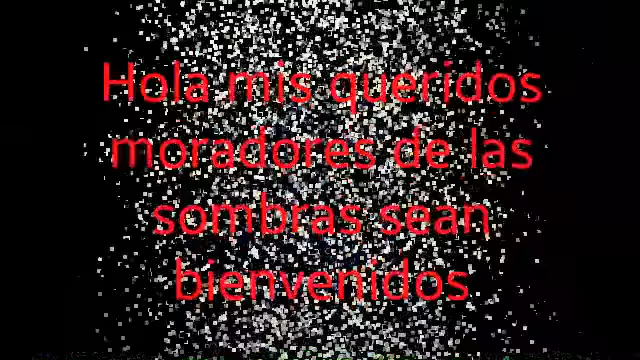 Hola mis queridos
moradores de las
sombras sean
bienvenidos